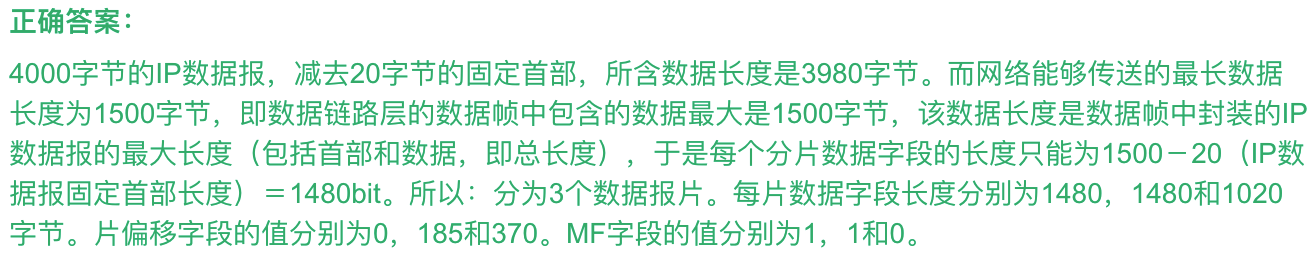 正确答案：
4000字节的IP数据报，减去20字节的固定首部，所含数据长度是3980字节。而网络能够传送的最长数据
长度为1500字节，即数据链路层的数据帧中包含的数据最大是1500字节，该数据长度是数据帧中封装的IP
数据报的最大长度（包括首部和数据，即总长度），于是每个分片数据字段的长度只能为1500－20（IP数
据报固定首部长度）＝1480bit。所以：分为3个数据报片。每片数据字段长度分别为1480，1480和1020
字节。片偏移字段的值分别为0，185和370。MF字段的值分别为1，1和0。